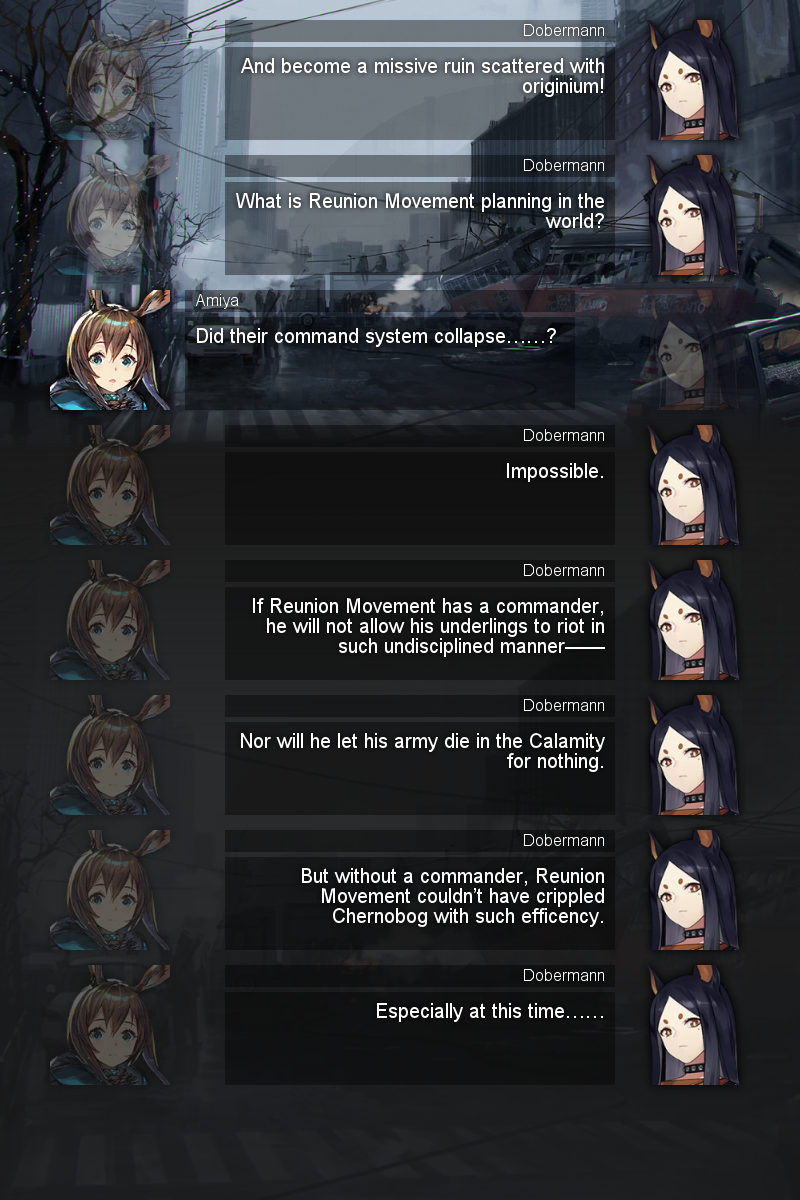 Dobermann
And become a missive ruin scattered with
originium!
Dobermann
What is Reunion Movement planning in the
world?
Amiya
Did their command system collapse……?
Dobermann
Impossible.
Dobermann
If Reunion Movement has a commander,
he will not allow his underlings to riot in
such undisciplined manner——
Dobermann
Nor will he let his army die in the Calamity
for nothing.
Dobermann
But without a commander, Reunion
Movement couldn't have crippled
Chernobog with such efficency.
Dobermann
Especially at this time……